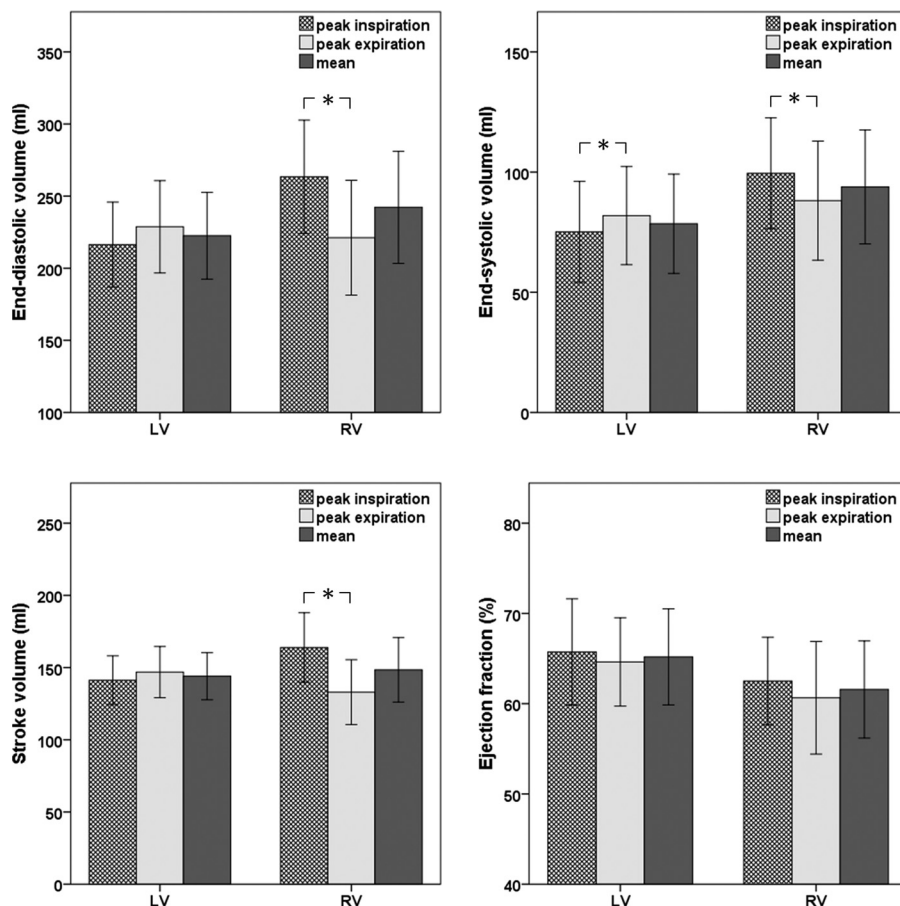 End-diastolic volume (ml)
350
300
250
200
150
100
peak inspiration
peak expiration
mean
*
LV
RV
End-systolic volume (ml)
150
100
50
0
peak inspiration
peak expiration
mean
*
*
LV
RV
Stroke volume (ml)
250
200
150
100
50
0
peak inspiration
peak expiration
mean
*
LV
RV
Ejection fraction (%)
80
70
60
50
40
peak inspiration
peak expiration
mean
LV
RV